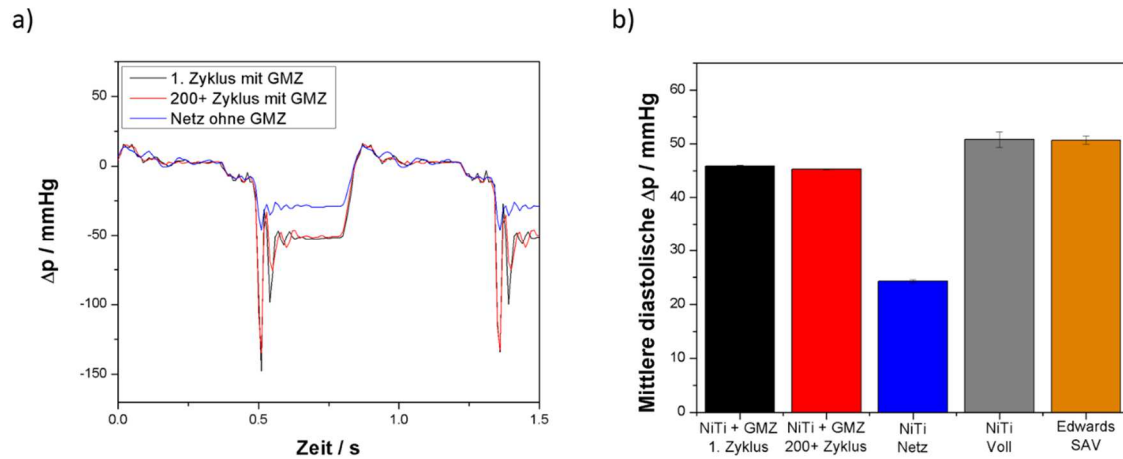 a)
1. Zyklus mit GMZ
200+ Zyklus mit GMZ
Netz ohne GMZ
50
0
-50
-100
-150
Δp / mmHg
0.0
0.5
1.0
1.5
Zeit / s
b)
60
50
40
30
20
10
0
Mittlere diastolische Δp / mmHg
NiTi + GMZ
1. Zyklus
NiTi + GMZ
200+ Zyklus
NiTi
Netz
NiTi
Voll
Edwards
SAV